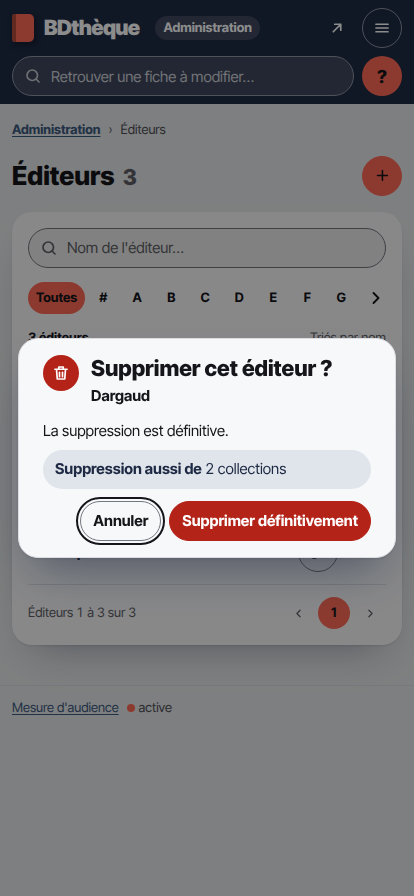 BDthèque Administration
Retrouver une fiche à modifier... ?
Administration › Éditeurs
Éditeurs 3
+
Nom de l'éditeur...
Toutes # A B C D E F G
3 éditeurs Triés par nom
Supprimer cet éditeur ?
Dargaud
La suppression est définitive.
Suppression aussi de 2 collections
Annuler Supprimer définitivement
Éditeurs 1 à 3 sur 3 ‹ 1 ›
Mesure d'audience active